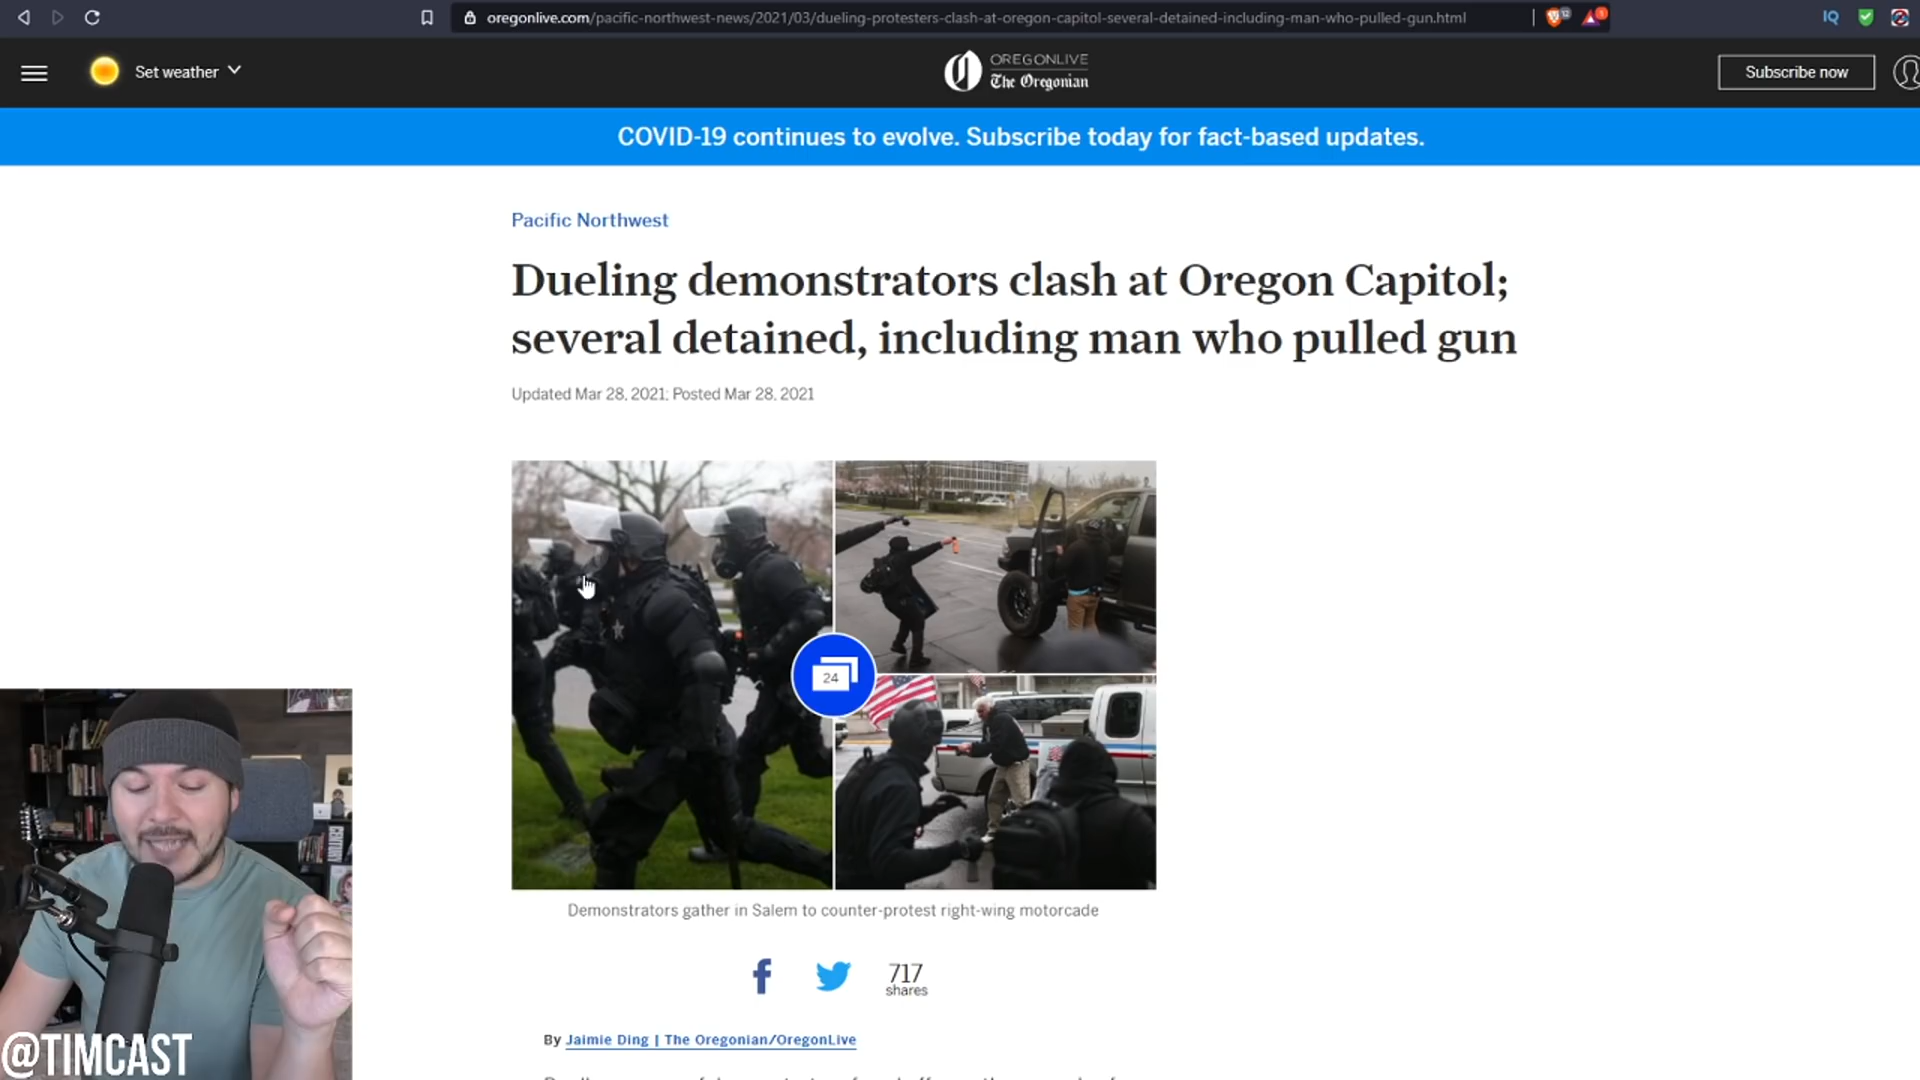 oregonlive.com/pacific-northwest-news/2021/03/dueling-protesters-clash-at-oregon-capitol-several-detained-including-man-who-pulled-gun.html
12
1
IQ
Set weather
OREGONLIVE
The Oregonian
Subscribe now
COVID-19 continues to evolve. Subscribe today for fact-based updates.
Pacific Northwest
Dueling demonstrators clash at Oregon Capitol;
several detained, including man who pulled gun
Updated Mar 28, 2021; Posted Mar 28, 2021
24
Demonstrators gather in Salem to counter-protest right-wing motorcade
717
shares
By Jaimie Ding | The Oregonian/OregonLive
@TIMCAST